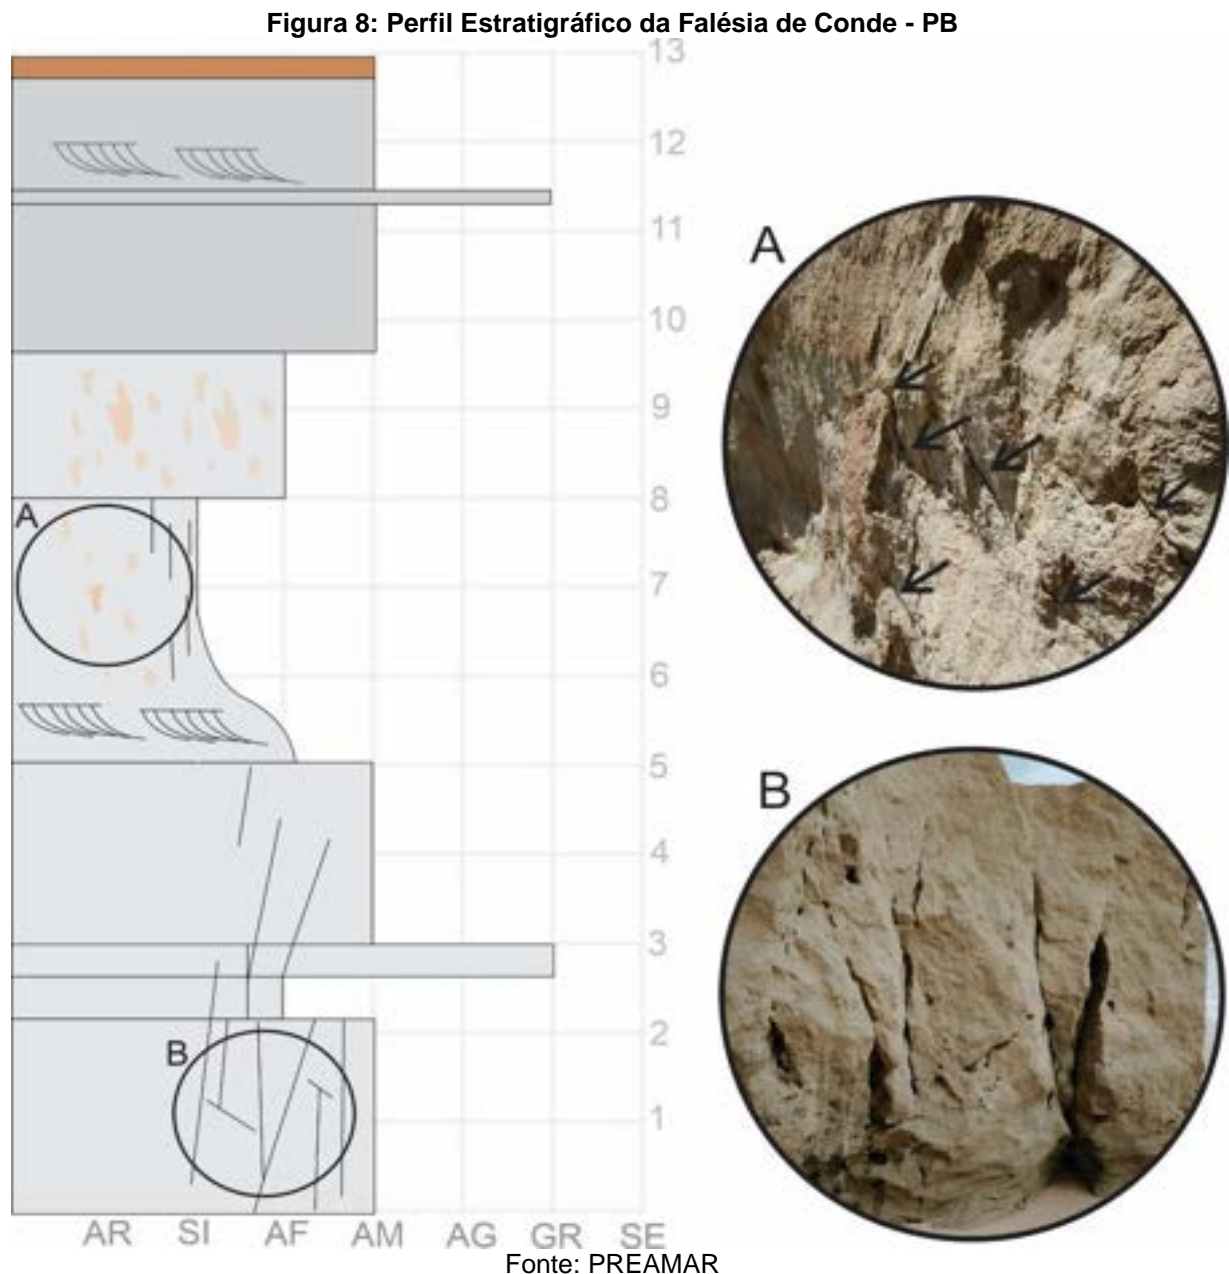 Figura 8: Perfil Estratigráfico da Falésia de Conde - PB
13
12
11
10
9
8
7
6
5
4
3
2
1
A
B
A
B
AR SI AF AM AG GR SE
Fonte: PREAMAR